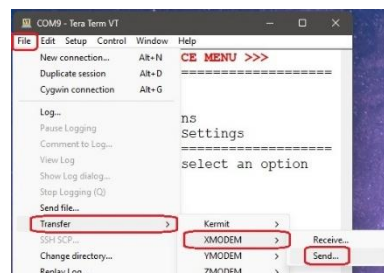 COM9 - Tera Term VT
File Edit Setup Control Window Help
New connection... Alt+N
Duplicate session Alt+D
Cygwin connection Alt+G
Log...
Pause Logging
Comment to Log...
View Log
Show Log dialog...
Stop Logging (Q)
Send file...
Transfer >
SSH SCP...
Change directory...
Replay Log
CE MENU >>>
====================
ns
Settings
====================
select an option
Kermit >
XMODEM >
YMODEM >
ZMODEM
Receive...
Send...